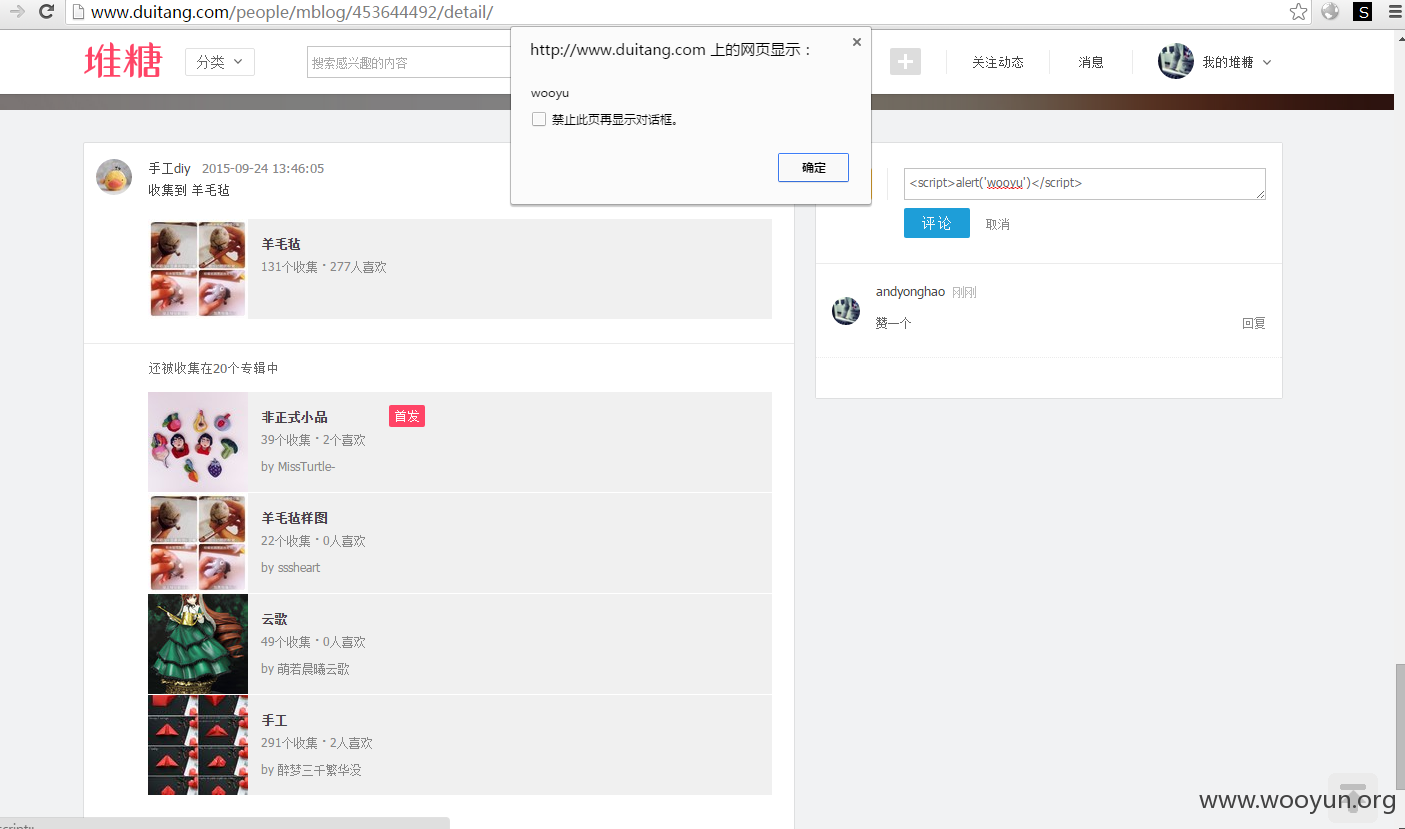 www.duitang.com/people/mblog/453644492/detail/
S
堆糖
分类
搜索感兴趣的内容
关注动态
消息
我的堆糖
http://www.duitang.com 上的网页显示：
wooyu
禁止此页再显示对话框。
确定
手工diy 2015-09-24 13:46:05
收集到 羊毛毡
羊毛毡
131个收集・277人喜欢
还被收集在20个专辑中
非正式小品 首发
39个收集・2个喜欢
by MissTurtle-
羊毛毡样图
22个收集・0人喜欢
by sssheart
云歌
49个收集・0人喜欢
by 萌若晨曦云歌
手工
291个收集・2人喜欢
by 醉梦三千繁华没
<script>alert('wooyu')</script>
评论 取消
andyonghao 刚刚
赞一个
回复
www.wooyun.org